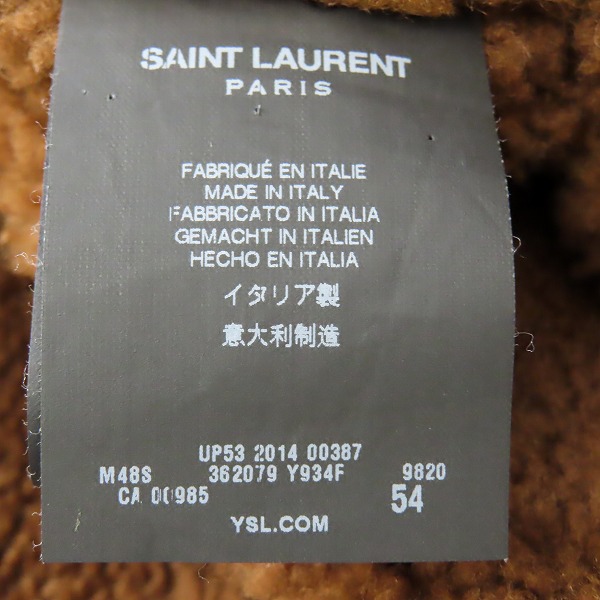 SAINT LAURENT
PARIS
FABRIQUÉ EN ITALIE
MADE IN ITALY
FABBRICATO IN ITALIA
GEMACHT IN ITALIEN
HECHO EN ITALIA
イタリア製
意大利制造
UP53 2014 00387
M48S 362079 Y934F 9820
CA 00985 54
YSL.COM